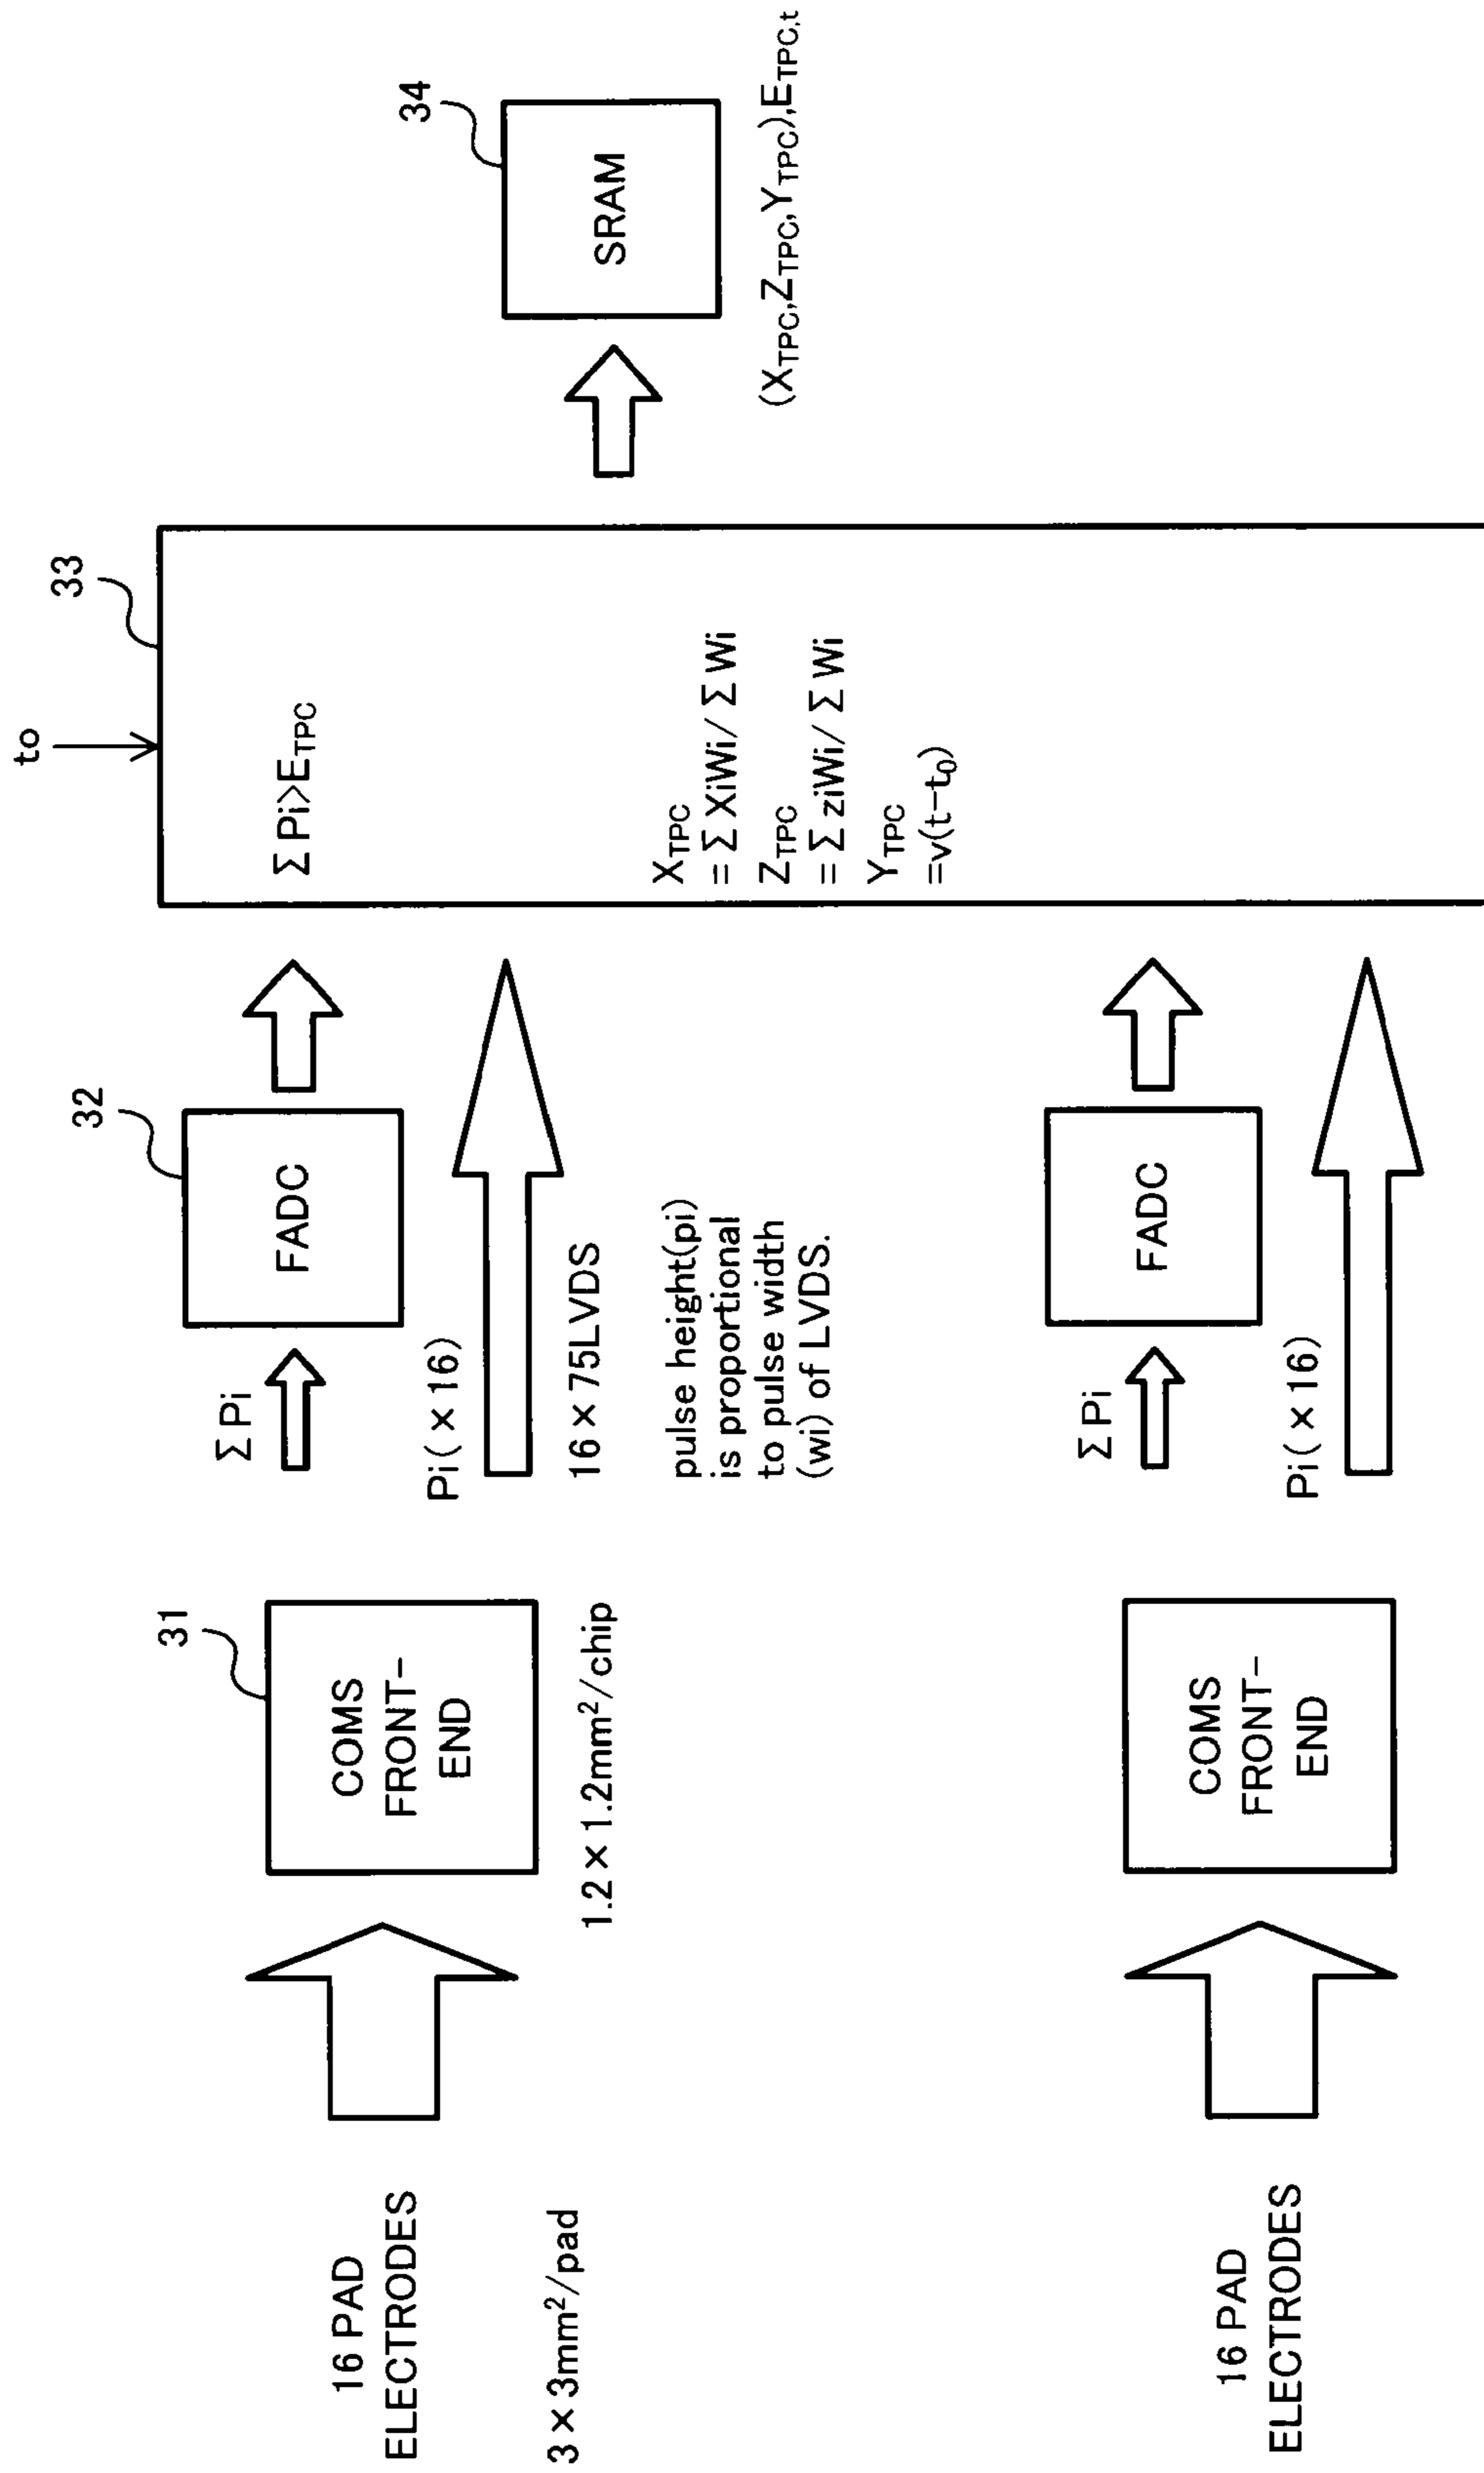 16 PAD
ELECTRODES
3×3mm²/pad
31
COMS
FRONT-
END
1.2×1.2mm²/chip
ΣPi
32
FADC
Pi(×16)
16×75LVDS
pulse height(pi)
is proportional
to pulse width
(wi) of LVDS.
to
33
ΣPi>E_TPC
X_TPC
=ΣXiWi/ΣWi
Z_TPC
=ΣziWi/ΣWi
Y_TPC
=v(t-t₀)
34
SRAM
(X_TPC,Z_TPC,Y_TPC),E_TPC,t
16 PAD
ELECTRODES
COMS
FRONT-
END
ΣPi
FADC
Pi(×16)